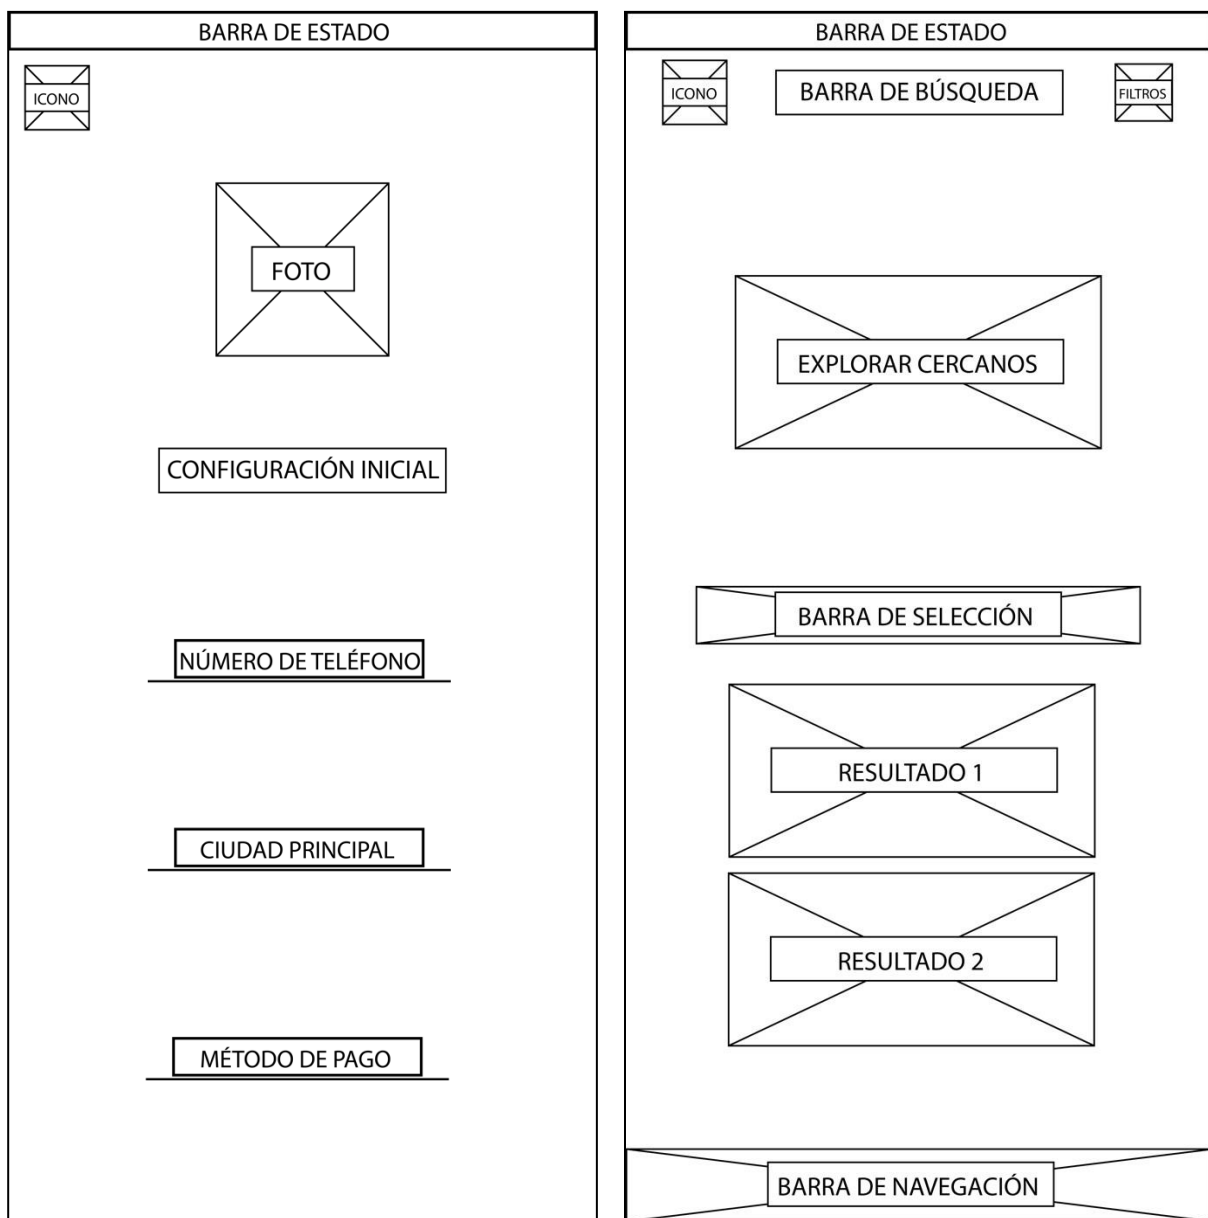 BARRA DE ESTADO
ICONO
FOTO
CONFIGURACIÓN INICIAL
NÚMERO DE TELÉFONO
CIUDAD PRINCIPAL
MÉTODO DE PAGO
BARRA DE ESTADO
ICONO
BARRA DE BÚSQUEDA
FILTROS
EXPLORAR CERCANOS
BARRA DE SELECCIÓN
RESULTADO 1
RESULTADO 2
BARRA DE NAVEGACIÓN